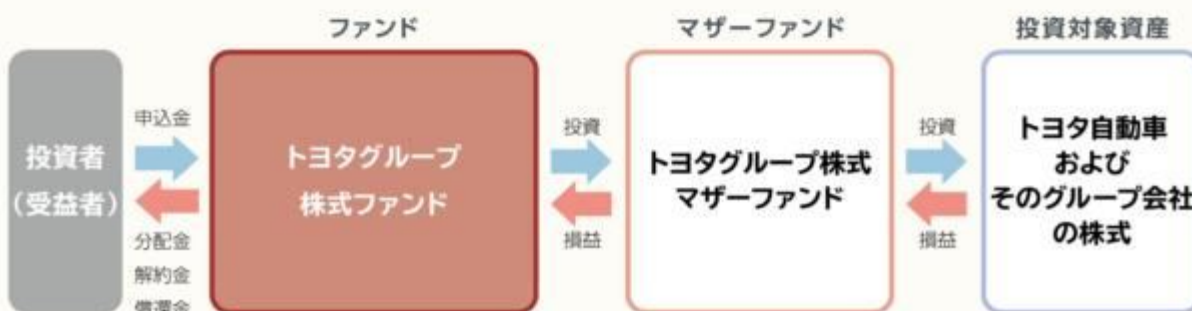 ファンド
マザーファンド
投資対象資産
投資者
（受益者）
申込金
分配金
解約金
償還金
トヨタグループ
株式ファンド
投資
損益
トヨタグループ株式
マザーファンド
投資
損益
トヨタ自動車
および
そのグループ会社
の株式